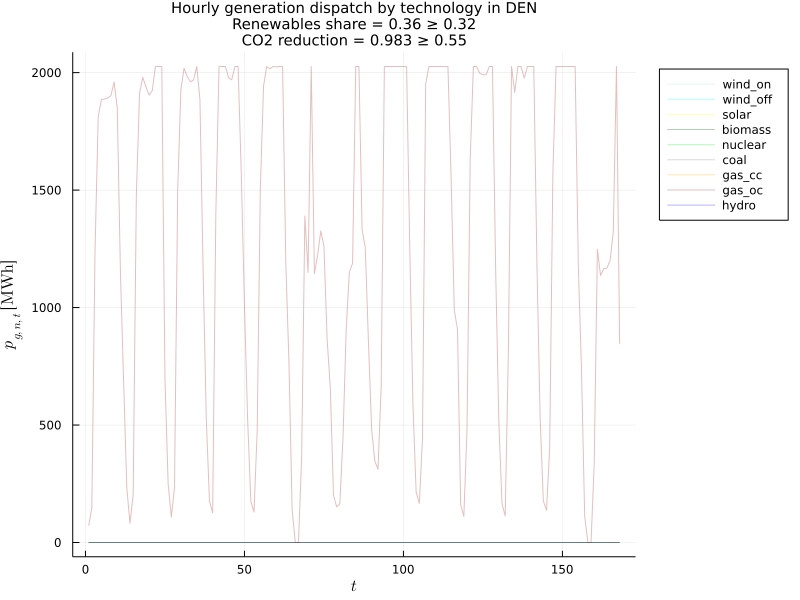 Hourly generation dispatch by technology in DEN
Renewables share = 0.36 ≥ 0.32
CO2 reduction = 0.983 ≥ 0.55
2000
1500
1000
500
0
p g,n,t [MWh]
0 50 100 150
t
wind_on
wind_off
solar
biomass
nuclear
coal
gas_cc
gas_oc
hydro